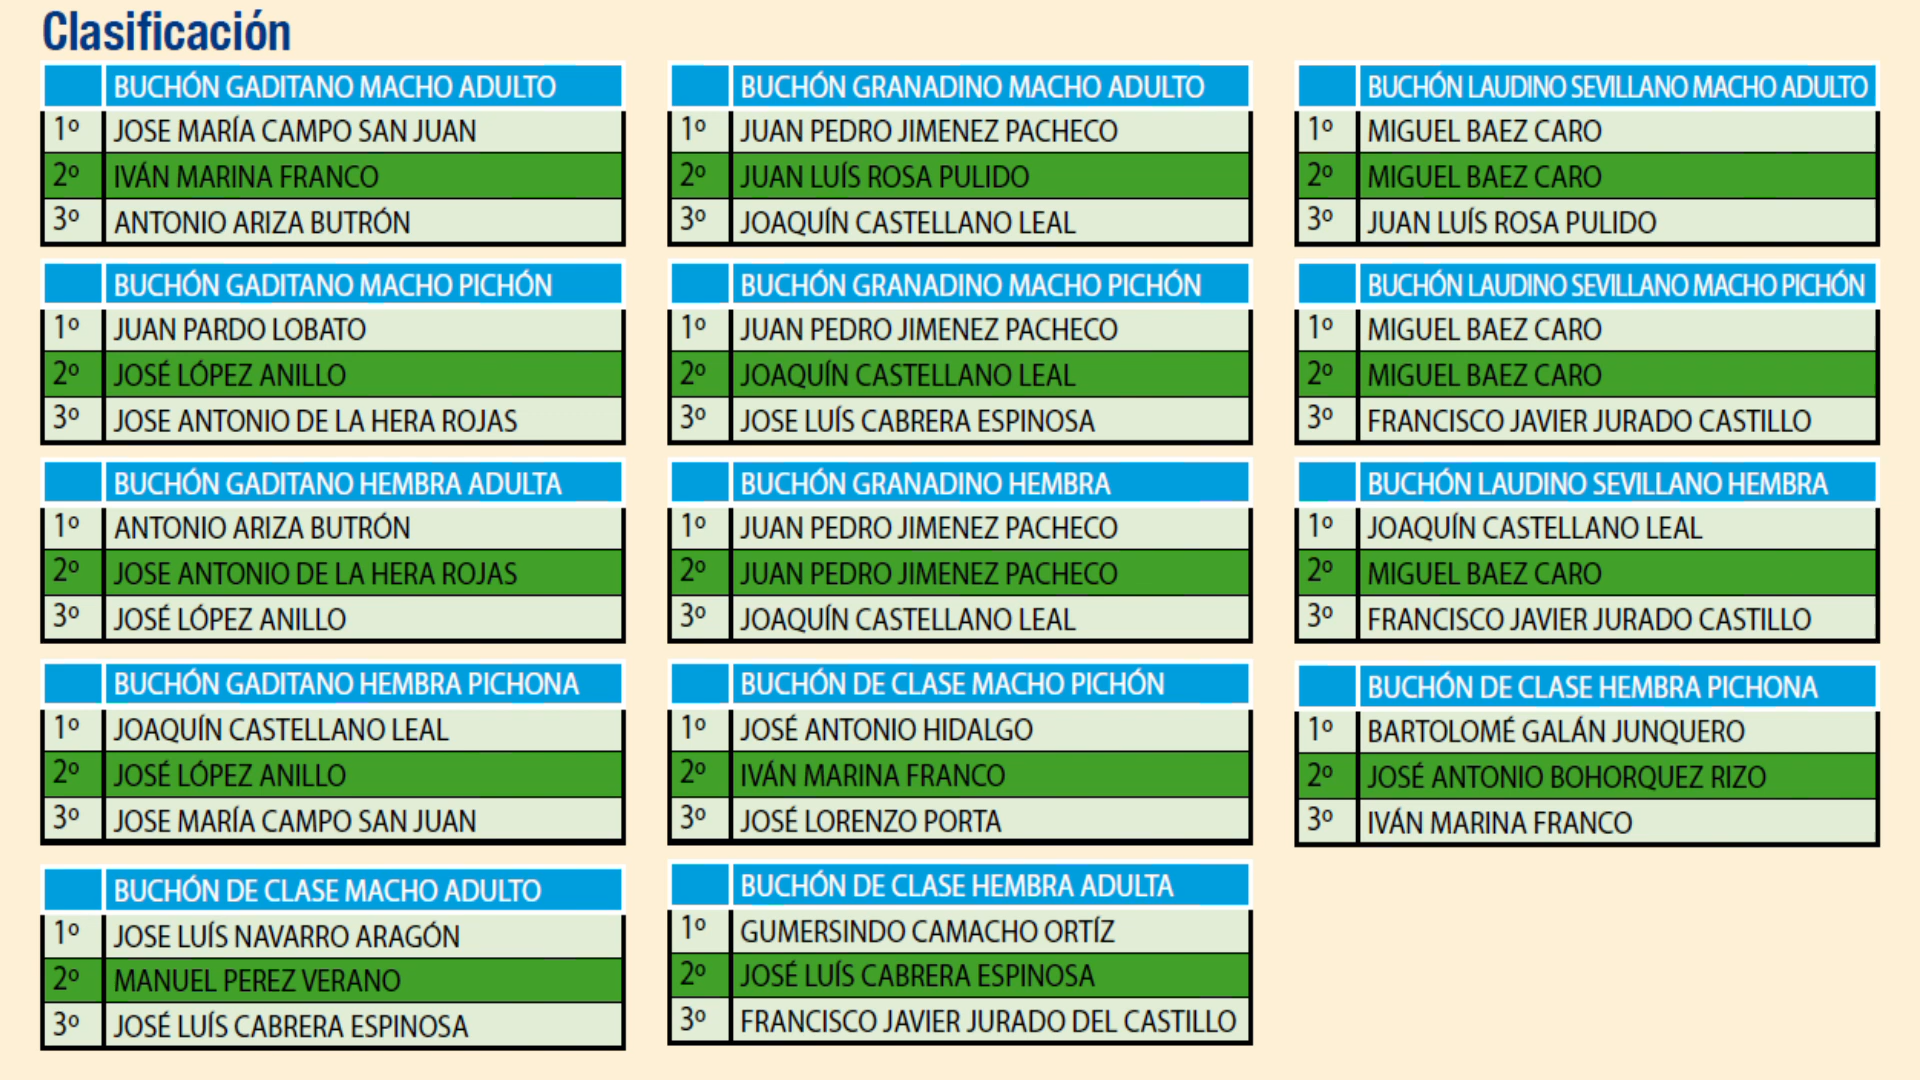 Clasificación
BUCHÓN GADITANO MACHO ADULTO
1º JOSE MARÍA CAMPO SAN JUAN
2º IVÁN MARINA FRANCO
3º ANTONIO ARIZA BUTRÓN
BUCHÓN GADITANO MACHO PICHÓN
1º JUAN PARDO LOBATO
2º JOSÉ LÓPEZ ANILLO
3º JOSE ANTONIO DE LA HERA ROJAS
BUCHÓN GADITANO HEMBRA ADULTA
1º ANTONIO ARIZA BUTRÓN
2º JOSE ANTONIO DE LA HERA ROJAS
3º JOSÉ LÓPEZ ANILLO
BUCHÓN GADITANO HEMBRA PICHONA
1º JOAQUÍN CASTELLANO LEAL
2º JOSÉ LÓPEZ ANILLO
3º JOSE MARÍA CAMPO SAN JUAN
BUCHÓN DE CLASE MACHO ADULTO
1º JOSE LUÍS NAVARRO ARAGÓN
2º MANUEL PEREZ VERANO
3º JOSÉ LUÍS CABRERA ESPINOSA
BUCHÓN GRANADINO MACHO ADULTO
1º JUAN PEDRO JIMENEZ PACHECO
2º JUAN LUÍS ROSA PULIDO
3º JOAQUÍN CASTELLANO LEAL
BUCHÓN GRANADINO MACHO PICHÓN
1º JUAN PEDRO JIMENEZ PACHECO
2º JOAQUÍN CASTELLANO LEAL
3º JOSE LUÍS CABRERA ESPINOSA
BUCHÓN GRANADINO HEMBRA
1º JUAN PEDRO JIMENEZ PACHECO
2º JUAN PEDRO JIMENEZ PACHECO
3º JOAQUÍN CASTELLANO LEAL
BUCHÓN DE CLASE MACHO PICHÓN
1º JOSÉ ANTONIO HIDALGO
2º IVÁN MARINA FRANCO
3º JOSÉ LORENZO PORTA
BUCHÓN DE CLASE HEMBRA ADULTA
1º GUMERSINDO CAMACHO ORTÍZ
2º JOSÉ LUÍS CABRERA ESPINOSA
3º FRANCISCO JAVIER JURADO DEL CASTILLO
BUCHÓN LAUDINO SEVILLANO MACHO ADULTO
1º MIGUEL BAEZ CARO
2º MIGUEL BAEZ CARO
3º JUAN LUÍS ROSA PULIDO
BUCHÓN LAUDINO SEVILLANO MACHO PICHÓN
1º MIGUEL BAEZ CARO
2º MIGUEL BAEZ CARO
3º FRANCISCO JAVIER JURADO CASTILLO
BUCHÓN LAUDINO SEVILLANO HEMBRA
1º JOAQUÍN CASTELLANO LEAL
2º MIGUEL BAEZ CARO
3º FRANCISCO JAVIER JURADO CASTILLO
BUCHÓN DE CLASE HEMBRA PICHONA
1º BARTOLOMÉ GALÁN JUNQUERO
2º JOSÉ ANTONIO BOHORQUEZ RIZO
3º IVÁN MARINA FRANCO